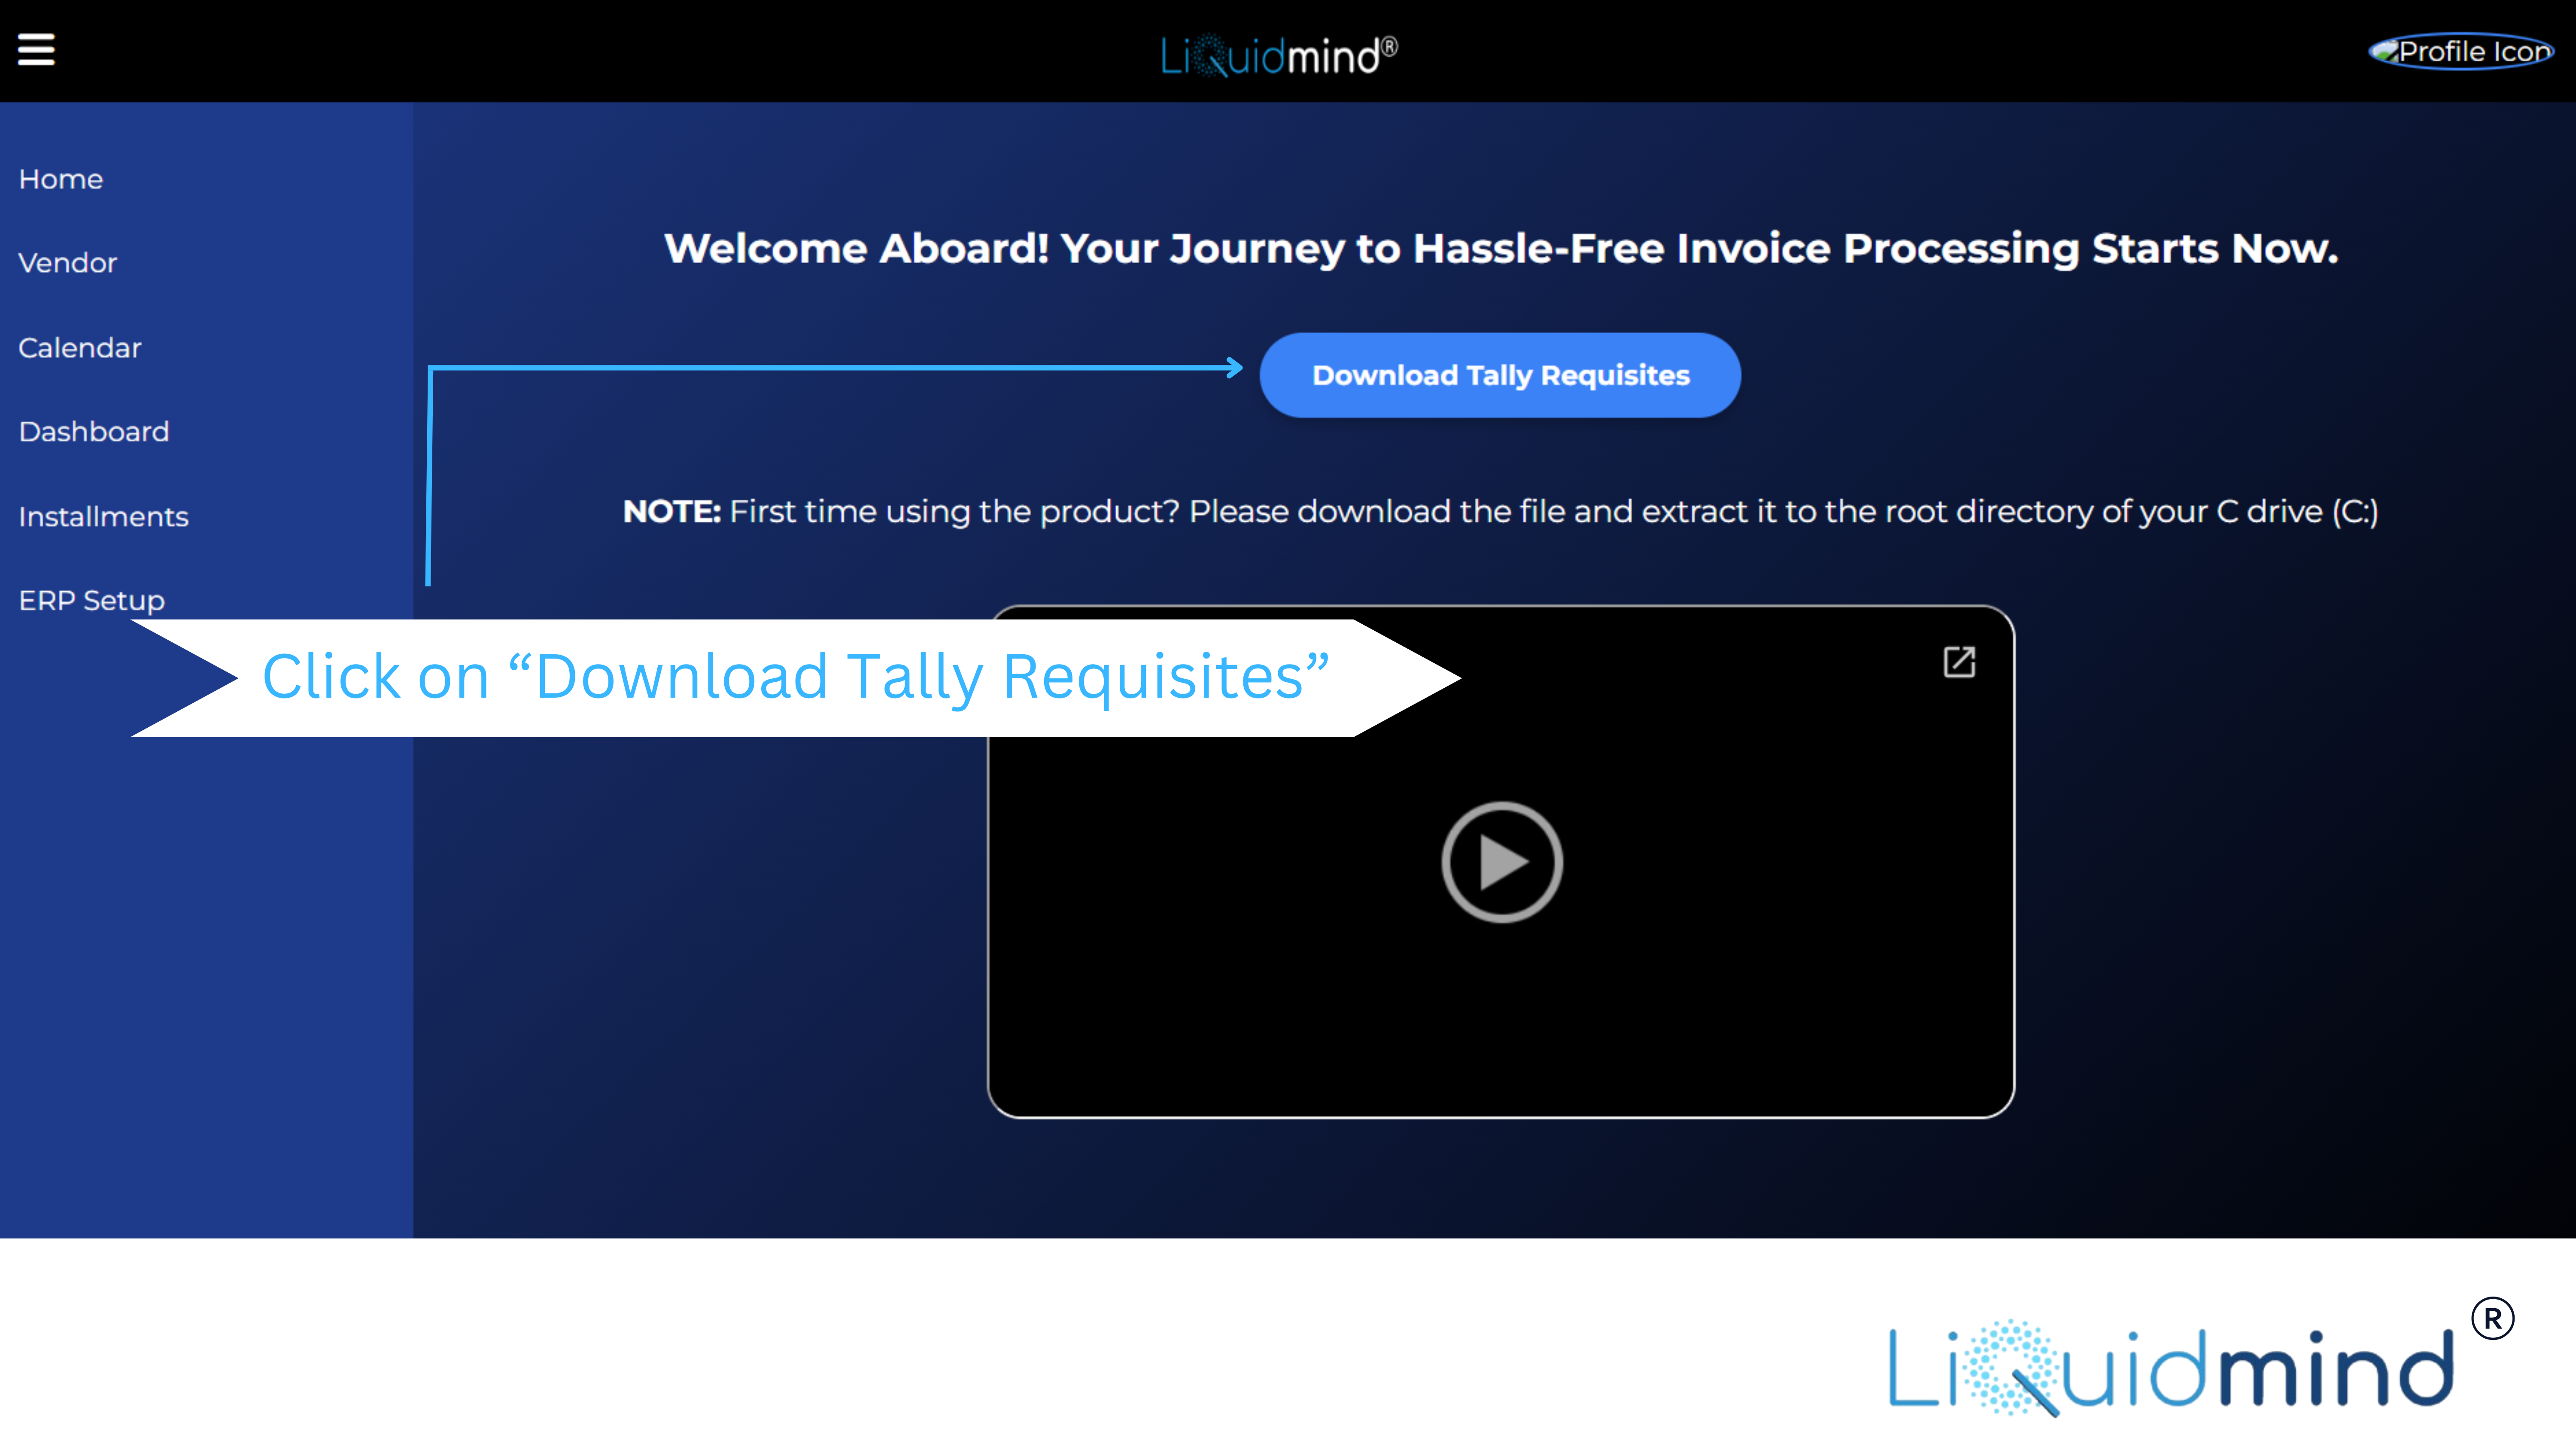 LiQuidmind®
Profile Icon
Home
Vendor
Calendar
Dashboard
Installments
ERP Setup
Welcome Aboard! Your Journey to Hassle-Free Invoice Processing Starts Now.
Download Tally Requisites
NOTE: First time using the product? Please download the file and extract it to the root directory of your C drive (C:)
Click on “Download Tally Requisites”
LiQuidmind®